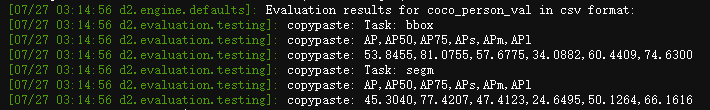 [07/27 03:14:56 d2.engine.defaults]: Evaluation results for coco_person_val in csv format:
[07/27 03:14:56 d2.evaluation.testing]: copypaste: Task: bbox
[07/27 03:14:56 d2.evaluation.testing]: copypaste: AP,AP50,AP75,APs,APm,APl
[07/27 03:14:56 d2.evaluation.testing]: copypaste: 53.8455,81.0755,57.6775,34.0882,60.4409,74.6300
[07/27 03:14:56 d2.evaluation.testing]: copypaste: Task: segm
[07/27 03:14:56 d2.evaluation.testing]: copypaste: AP,AP50,AP75,APs,APm,APl
[07/27 03:14:56 d2.evaluation.testing]: copypaste: 45.3040,77.4207,47.4123,24.6495,50.1264,66.1616